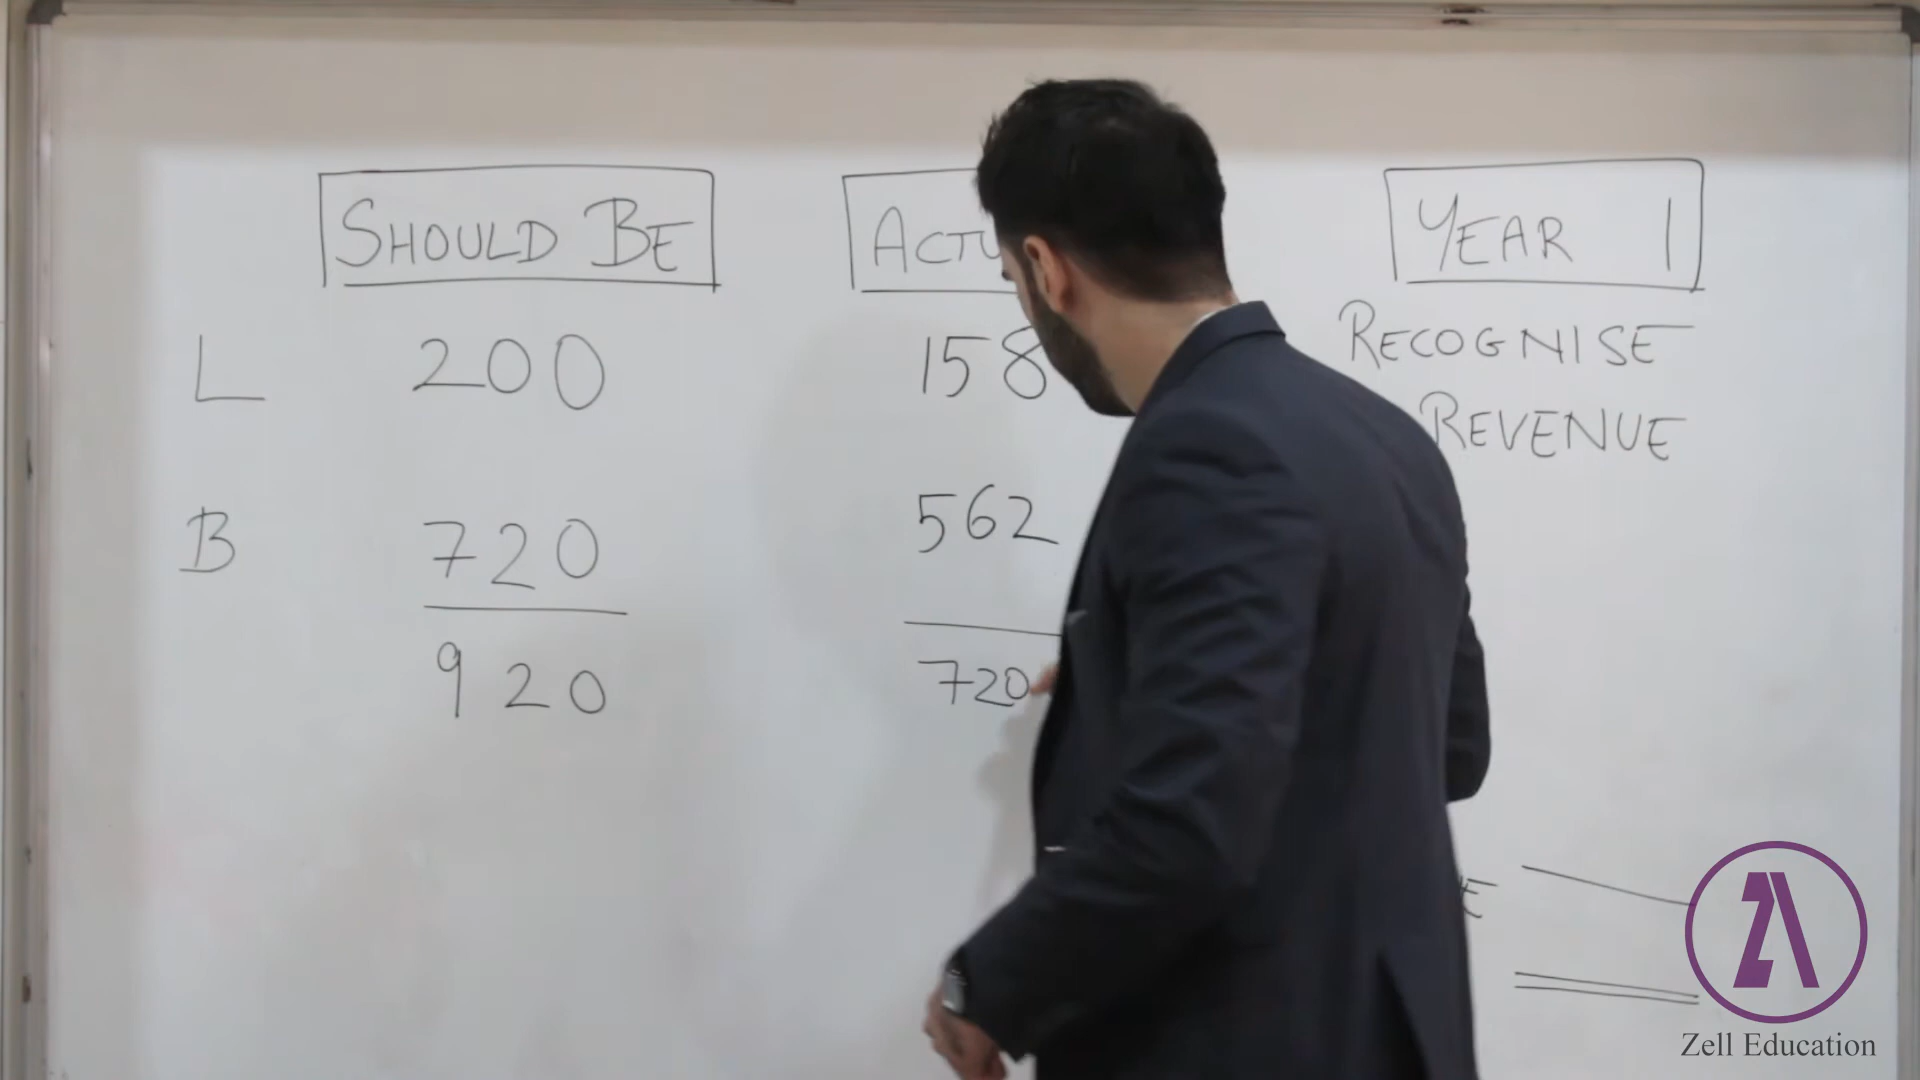 SHOULD BE
YEAR 1
L 200 158
RECOGNISE
REVENUE
B 720 562
920 720
Zell Education